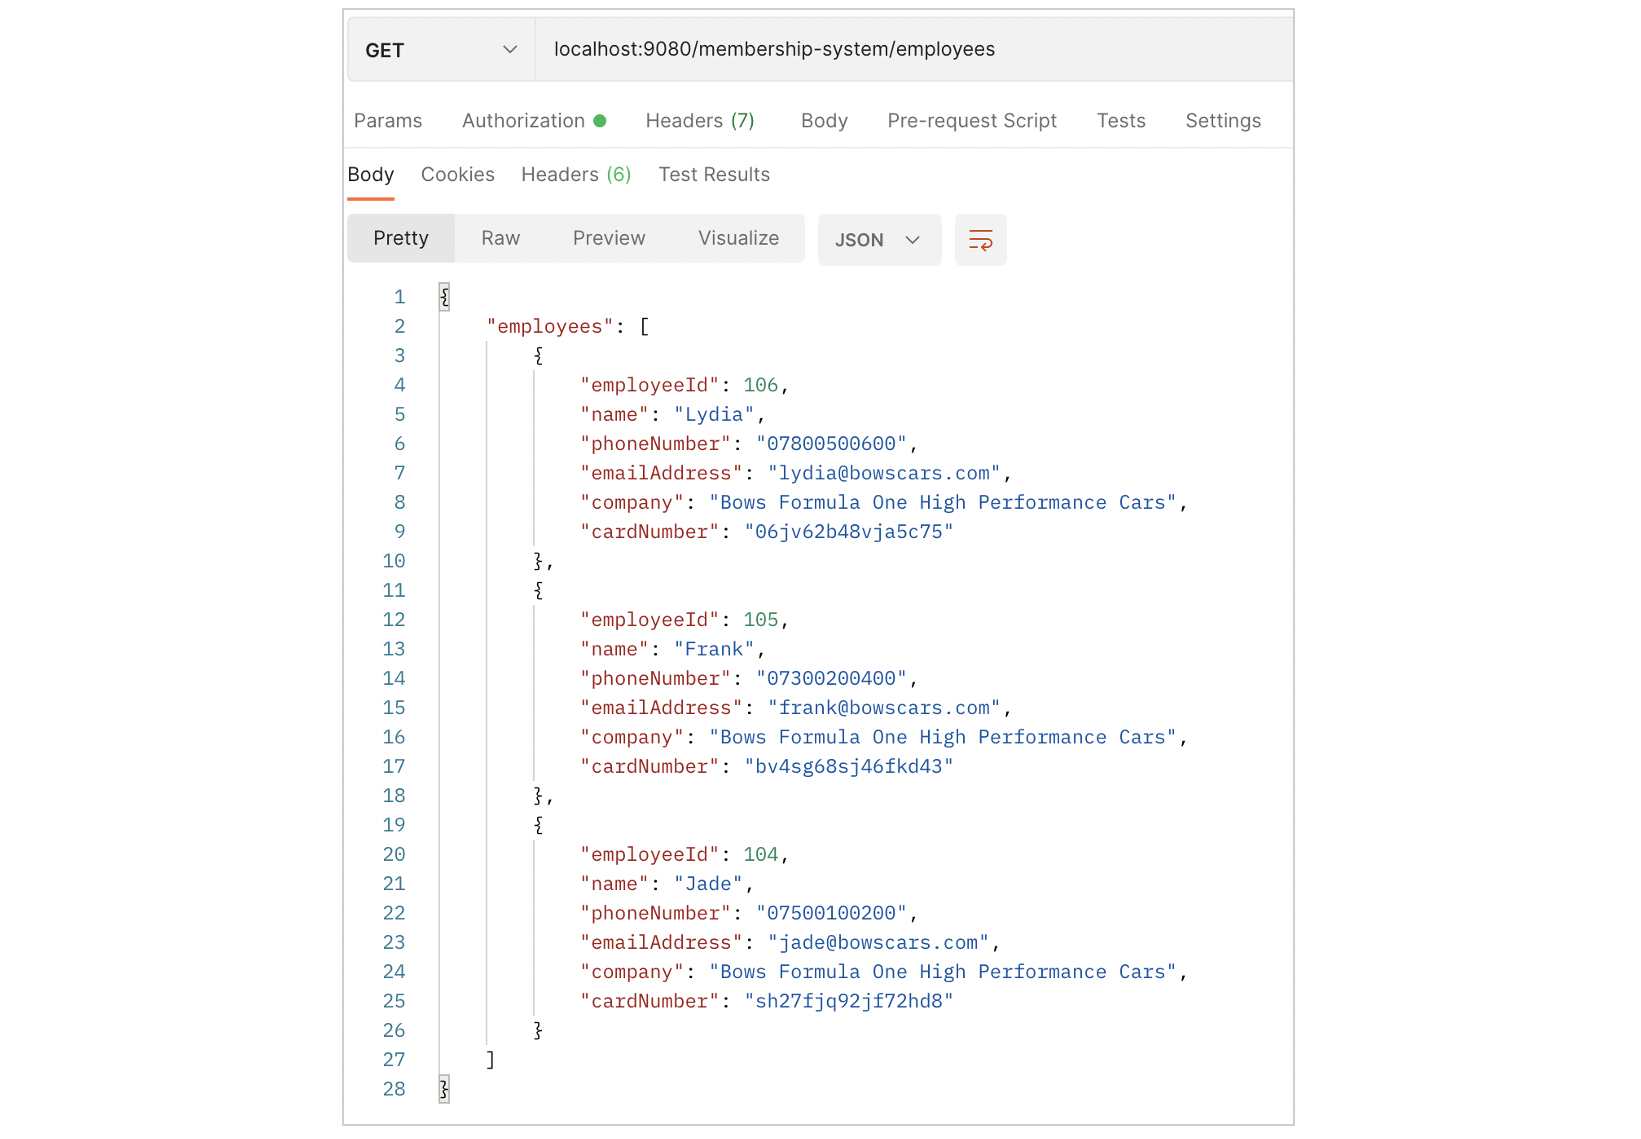 GET localhost:9080/membership-system/employees
Params Authorization Headers (7) Body Pre-request Script Tests Settings
Body Cookies Headers (6) Test Results
Pretty Raw Preview Visualize JSON
1 {
2 "employees": [
3 {
4 "employeeId": 106,
5 "name": "Lydia",
6 "phoneNumber": "07800500600",
7 "emailAddress": "lydia@bowscars.com",
8 "company": "Bows Formula One High Performance Cars",
9 "cardNumber": "06jv62b48vja5c75"
10 },
11 {
12 "employeeId": 105,
13 "name": "Frank",
14 "phoneNumber": "07300200400",
15 "emailAddress": "frank@bowscars.com",
16 "company": "Bows Formula One High Performance Cars",
17 "cardNumber": "bv4sg68sj46fkd43"
18 },
19 {
20 "employeeId": 104,
21 "name": "Jade",
22 "phoneNumber": "07500100200",
23 "emailAddress": "jade@bowscars.com",
24 "company": "Bows Formula One High Performance Cars",
25 "cardNumber": "sh27fjq92jf72hd8"
26 }
27 ]
28 }